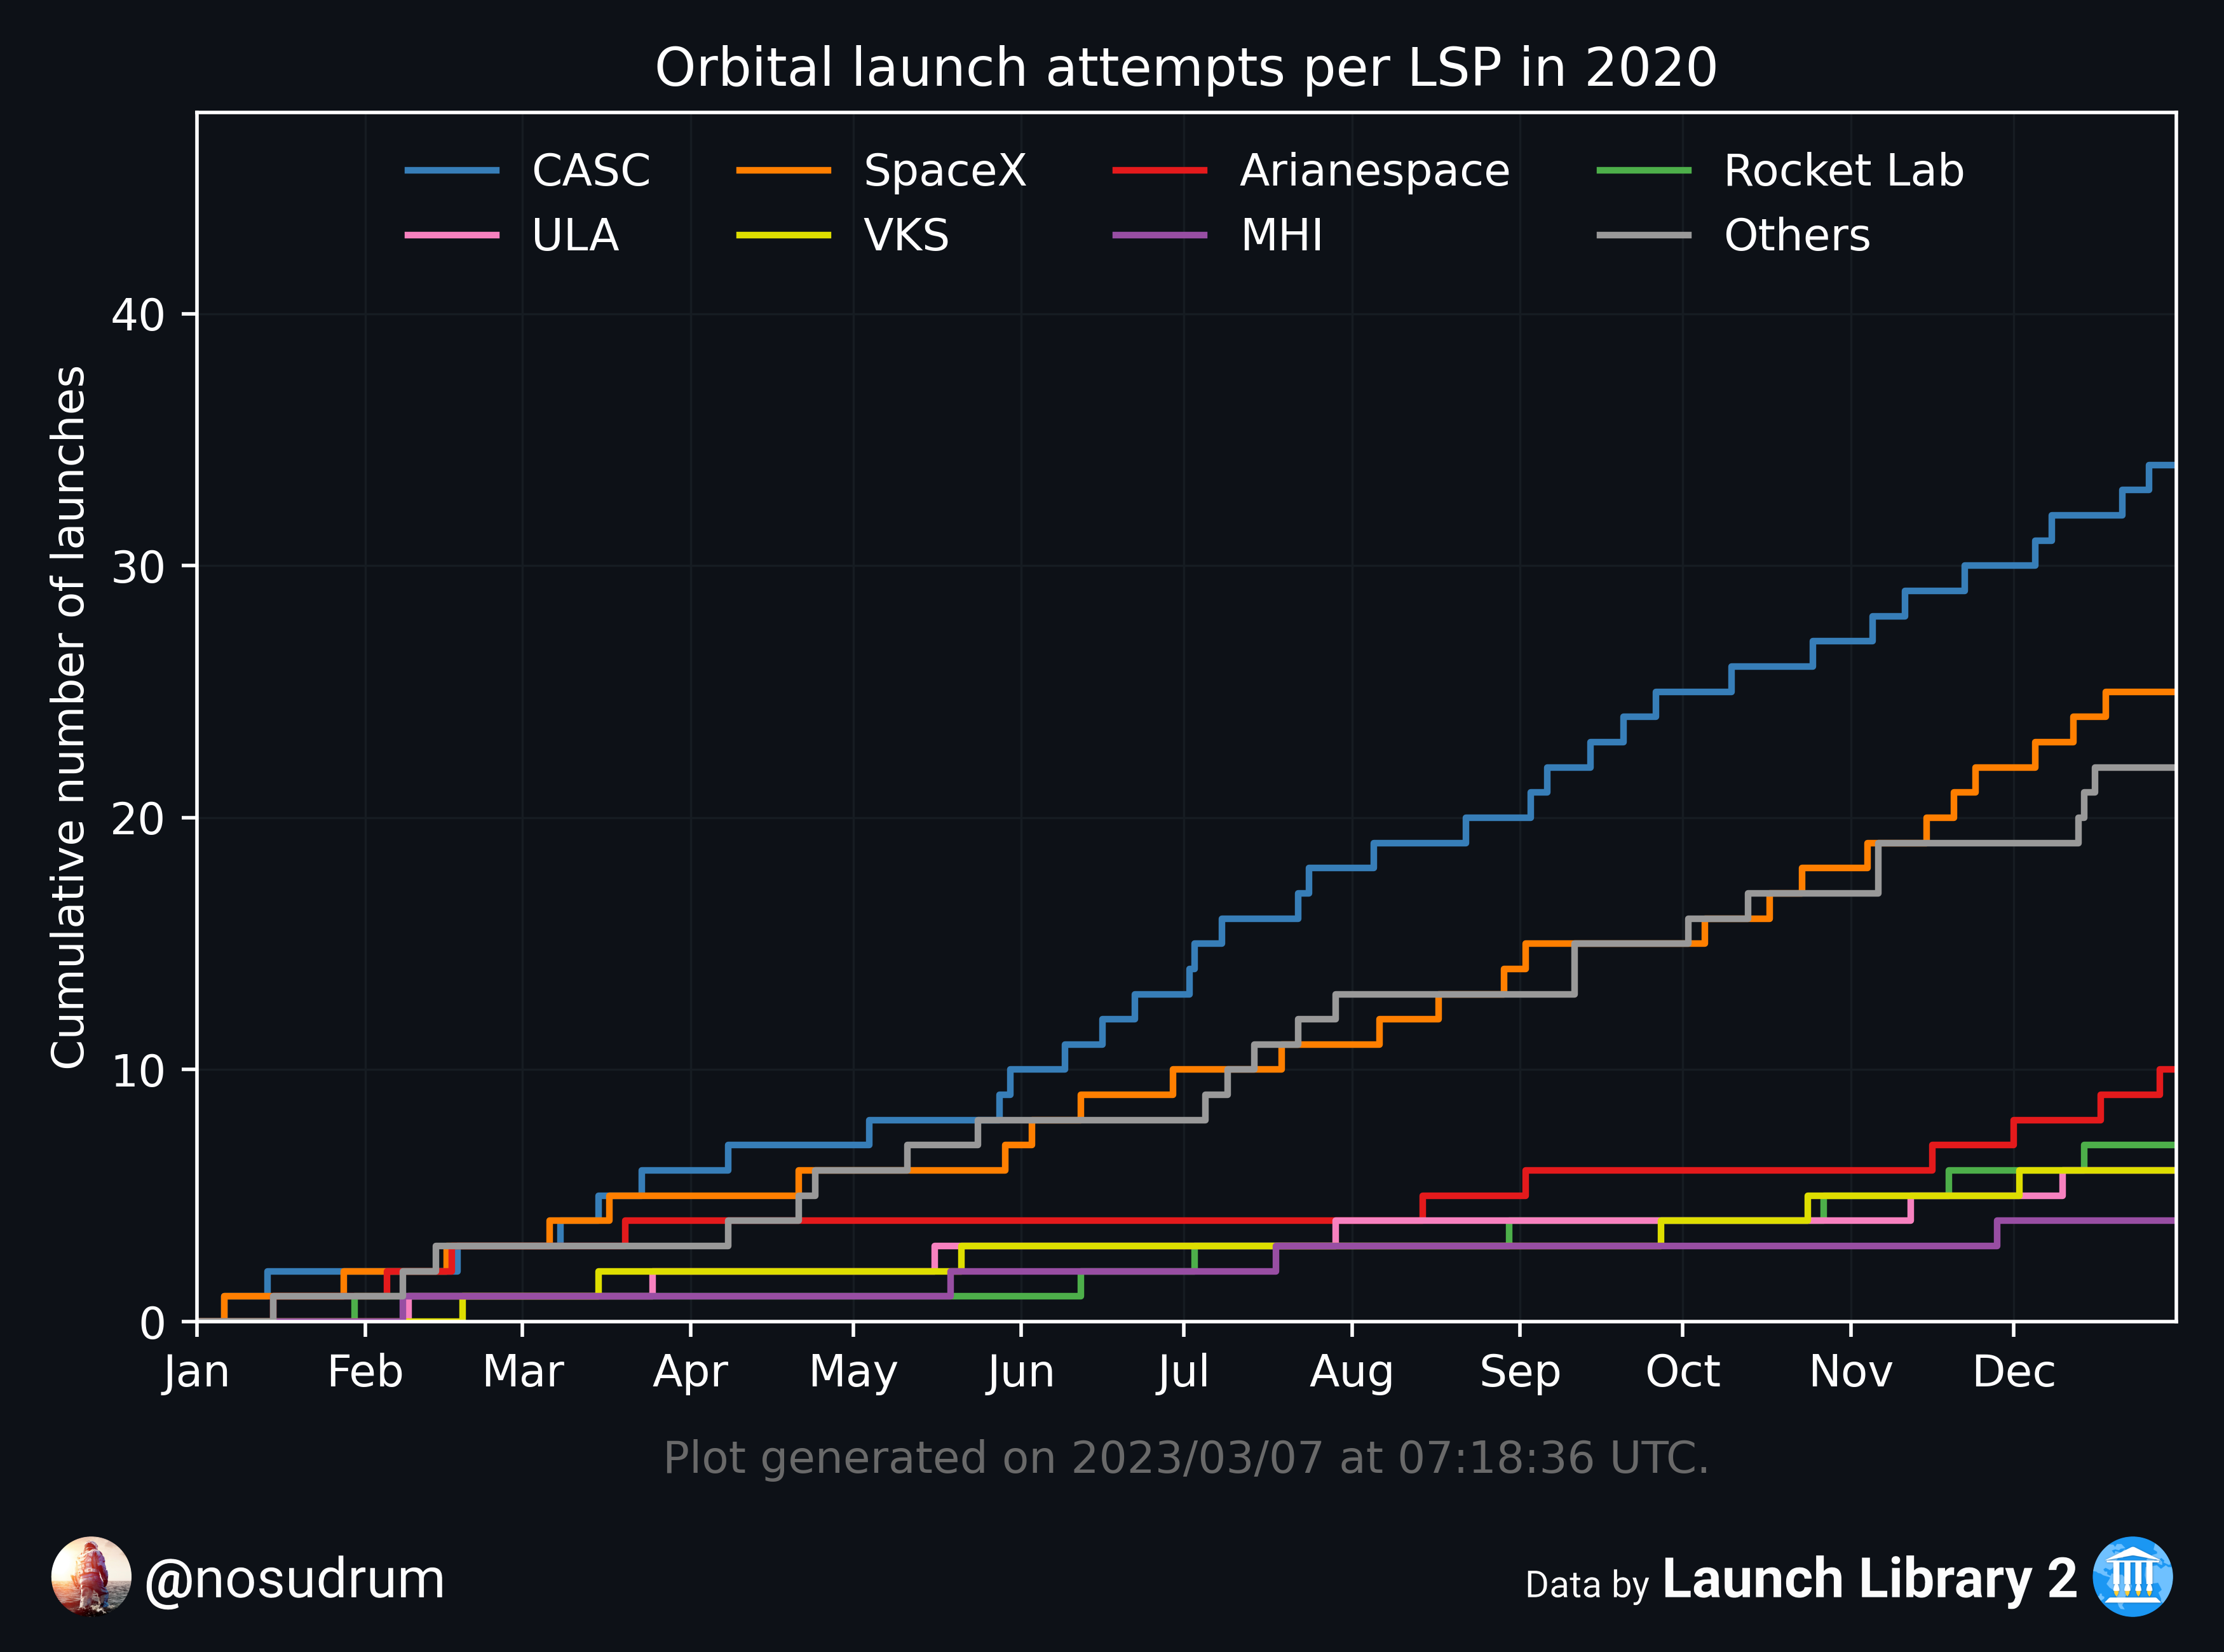 Orbital launch attempts per LSP in 2020
CASC SpaceX Arianespace Rocket Lab
ULA VKS MHI Others
Cumulative number of launches
40
30
20
10
0
Jan Feb Mar Apr May Jun Jul Aug Sep Oct Nov Dec
Plot generated on 2023/03/07 at 07:18:36 UTC.
@nosudrum
Data by Launch Library 2